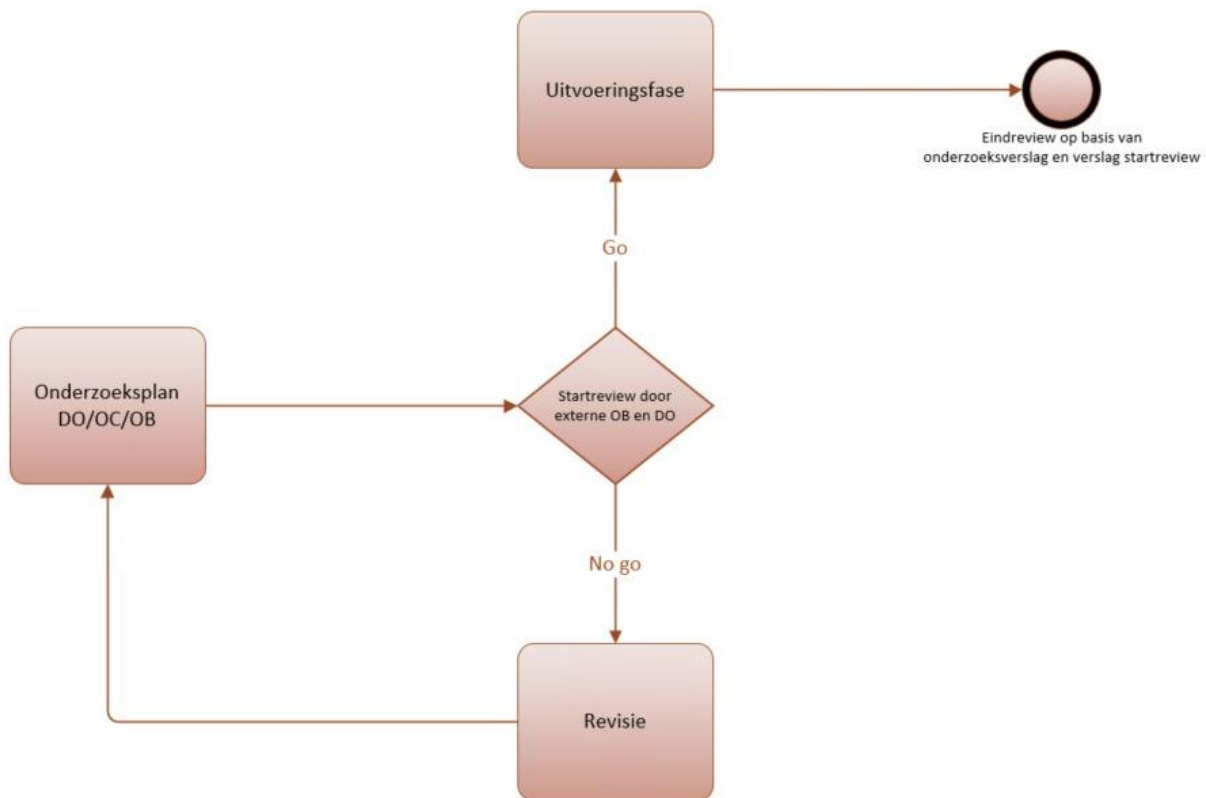 Uitvoeringsfase
Eindreview op basis van
onderzoeksverslag en verslag startreview
Go
Onderzoeksplan
DO/OC/OB
Startreview door
externe OB en DO
No go
Revisie